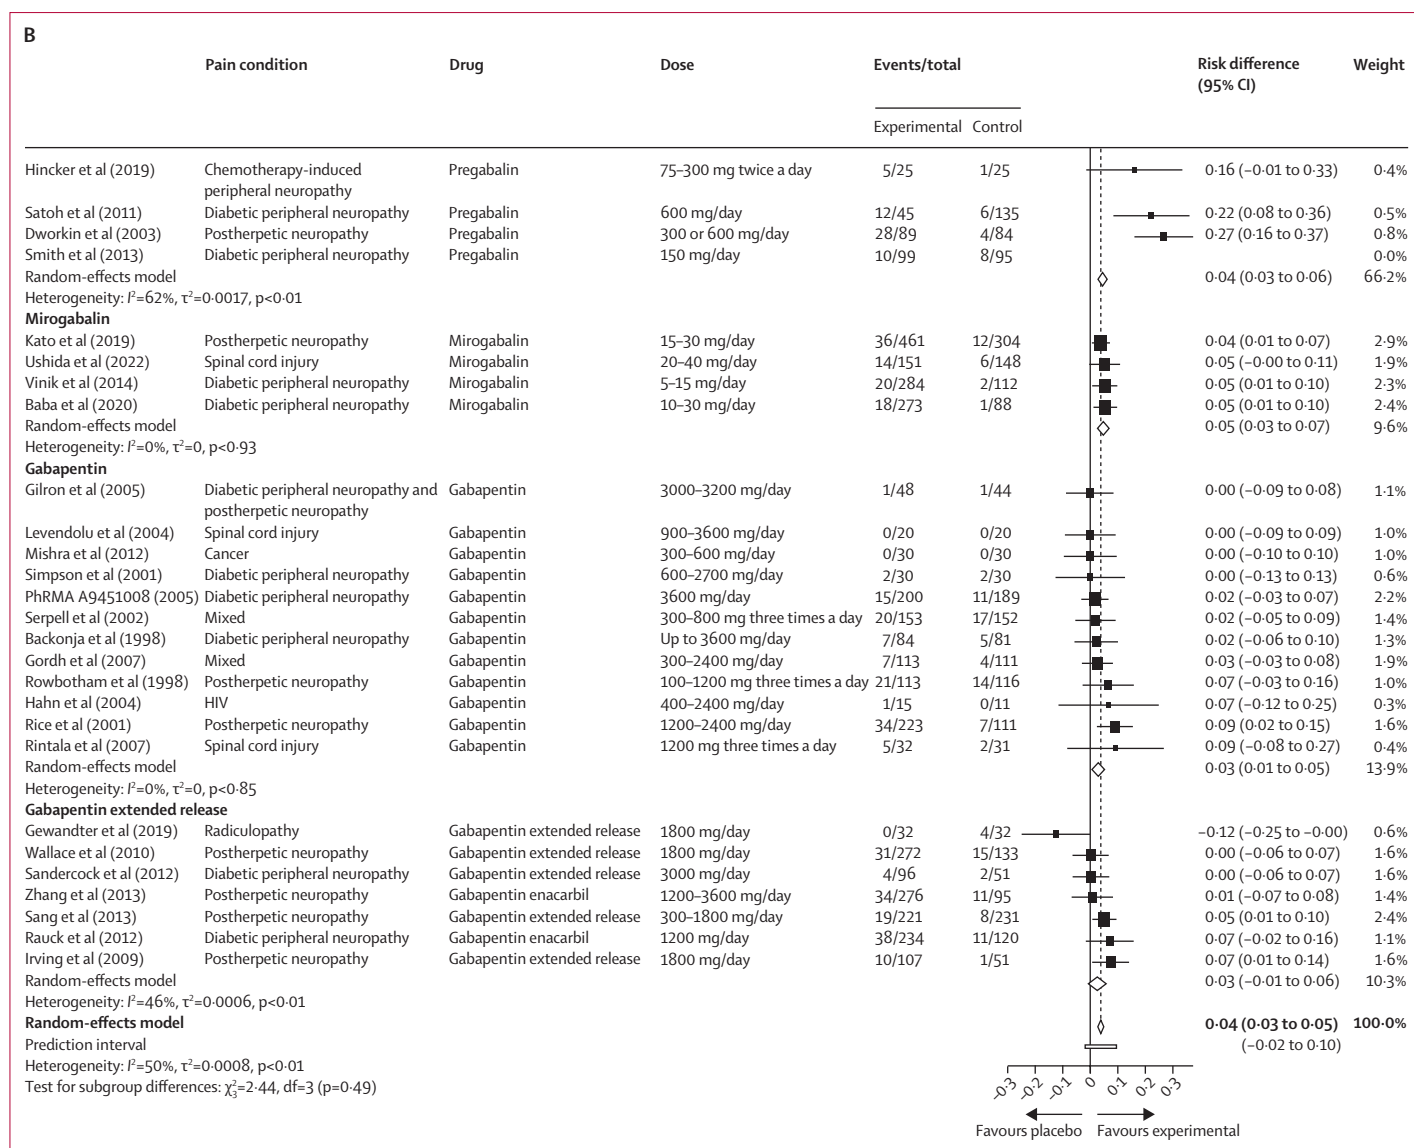 B
Pain condition Drug Dose Events/total Risk difference (95% CI) Weight
Experimental Control
Hincker et al (2019) Chemotherapy-induced peripheral neuropathy Pregabalin 75–300 mg twice a day 5/25 1/25 0·16 (–0·01 to 0·33) 0·4%
Satoh et al (2011) Diabetic peripheral neuropathy Pregabalin 600 mg/day 12/45 6/135 0·22 (0·08 to 0·36) 0·5%
Dworkin et al (2003) Postherpetic neuropathy Pregabalin 300 or 600 mg/day 28/89 4/84 0·27 (0·16 to 0·37) 0·8%
Smith et al (2013) Diabetic peripheral neuropathy Pregabalin 150 mg/day 10/99 8/95 0·0%
Random-effects model 0·04 (0·03 to 0·06) 66·2%
Heterogeneity: I²=62%, τ²=0·0017, p<0·01
Mirogabalin
Kato et al (2019) Postherpetic neuropathy Mirogabalin 15–30 mg/day 36/461 12/304 0·04 (0·01 to 0·07) 2·9%
Ushida et al (2022) Spinal cord injury Mirogabalin 20–40 mg/day 14/151 6/148 0·05 (–0·00 to 0·11) 1·9%
Vinik et al (2014) Diabetic peripheral neuropathy Mirogabalin 5–15 mg/day 20/284 2/112 0·05 (0·01 to 0·10) 2·3%
Baba et al (2020) Diabetic peripheral neuropathy Mirogabalin 10–30 mg/day 18/273 1/88 0·05 (0·01 to 0·10) 2·4%
Random-effects model 0·05 (0·03 to 0·07) 9·6%
Heterogeneity: I²=0%, τ²=0, p<0·93
Gabapentin
Gilron et al (2005) Diabetic peripheral neuropathy and postherpetic neuropathy Gabapentin 3000–3200 mg/day 1/48 1/44 0·00 (–0·09 to 0·08) 1·1%
Levendolu et al (2004) Spinal cord injury Gabapentin 900–3600 mg/day 0/20 0/20 0·00 (–0·09 to 0·09) 1·0%
Mishra et al (2012) Cancer Gabapentin 300–600 mg/day 0/30 0/30 0·00 (–0·10 to 0·10) 1·0%
Simpson et al (2001) Diabetic peripheral neuropathy Gabapentin 600–2700 mg/day 2/30 2/30 0·00 (–0·13 to 0·13) 0·6%
PhRMA A9451008 (2005) Diabetic peripheral neuropathy Gabapentin 3600 mg/day 15/200 11/189 0·02 (–0·03 to 0·07) 2·2%
Serpell et al (2002) Mixed Gabapentin 300–800 mg three times a day 20/153 17/152 0·02 (–0·05 to 0·09) 1·4%
Backonja et al (1998) Diabetic peripheral neuropathy Gabapentin Up to 3600 mg/day 7/84 5/81 0·02 (–0·06 to 0·10) 1·3%
Gordh et al (2007) Mixed Gabapentin 300–2400 mg/day 7/113 4/111 0·03 (–0·03 to 0·08) 1·9%
Rowbotham et al (1998) Postherpetic neuropathy Gabapentin 100–1200 mg three times a day 21/113 14/116 0·07 (–0·03 to 0·16) 1·0%
Hahn et al (2004) HIV Gabapentin 400–2400 mg/day 1/15 0/11 0·07 (–0·12 to 0·25) 0·3%
Rice et al (2001) Postherpetic neuropathy Gabapentin 1200–2400 mg/day 34/223 7/111 0·09 (0·02 to 0·15) 1·6%
Rintala et al (2007) Spinal cord injury Gabapentin 1200 mg three times a day 5/32 2/31 0·09 (–0·08 to 0·27) 0·4%
Random-effects model 0·03 (0·01 to 0·05) 13·9%
Heterogeneity: I²=0%, τ²=0, p<0·85
Gabapentin extended release
Gewandter et al (2019) Radiculopathy Gabapentin extended release 1800 mg/day 0/32 4/32 –0·12 (–0·25 to –0·00) 0·6%
Wallace et al (2010) Postherpetic neuropathy Gabapentin extended release 1800 mg/day 31/272 15/133 0·00 (–0·06 to 0·07) 1·6%
Sandercock et al (2012) Diabetic peripheral neuropathy Gabapentin extended release 3000 mg/day 4/96 2/51 0·00 (–0·06 to 0·07) 1·6%
Zhang et al (2013) Postherpetic neuropathy Gabapentin enacarbil 1200–3600 mg/day 34/276 11/95 0·01 (–0·07 to 0·08) 1·4%
Sang et al (2013) Postherpetic neuropathy Gabapentin extended release 300–1800 mg/day 19/221 8/231 0·05 (0·01 to 0·10) 2·4%
Rauck et al (2012) Diabetic peripheral neuropathy Gabapentin enacarbil 1200 mg/day 38/234 11/120 0·07 (–0·02 to 0·16) 1·1%
Irving et al (2009) Postherpetic neuropathy Gabapentin extended release 1800 mg/day 10/107 1/51 0·07 (0·01 to 0·14) 1·6%
Random-effects model 0·03 (–0·01 to 0·06) 10·3%
Heterogeneity: I²=46%, τ²=0·0006, p<0·01
Random-effects model 0·04 (0·03 to 0·05) 100·0%
Prediction interval (–0·02 to 0·10)
Heterogeneity: I²=50%, τ²=0·0008, p<0·01
Test for subgroup differences: χ²₃=2·44, df=3 (p=0·49)
–0·3 –0·2 –0·1 0 0·1 0·2 0·3
Favours placebo Favours experimental